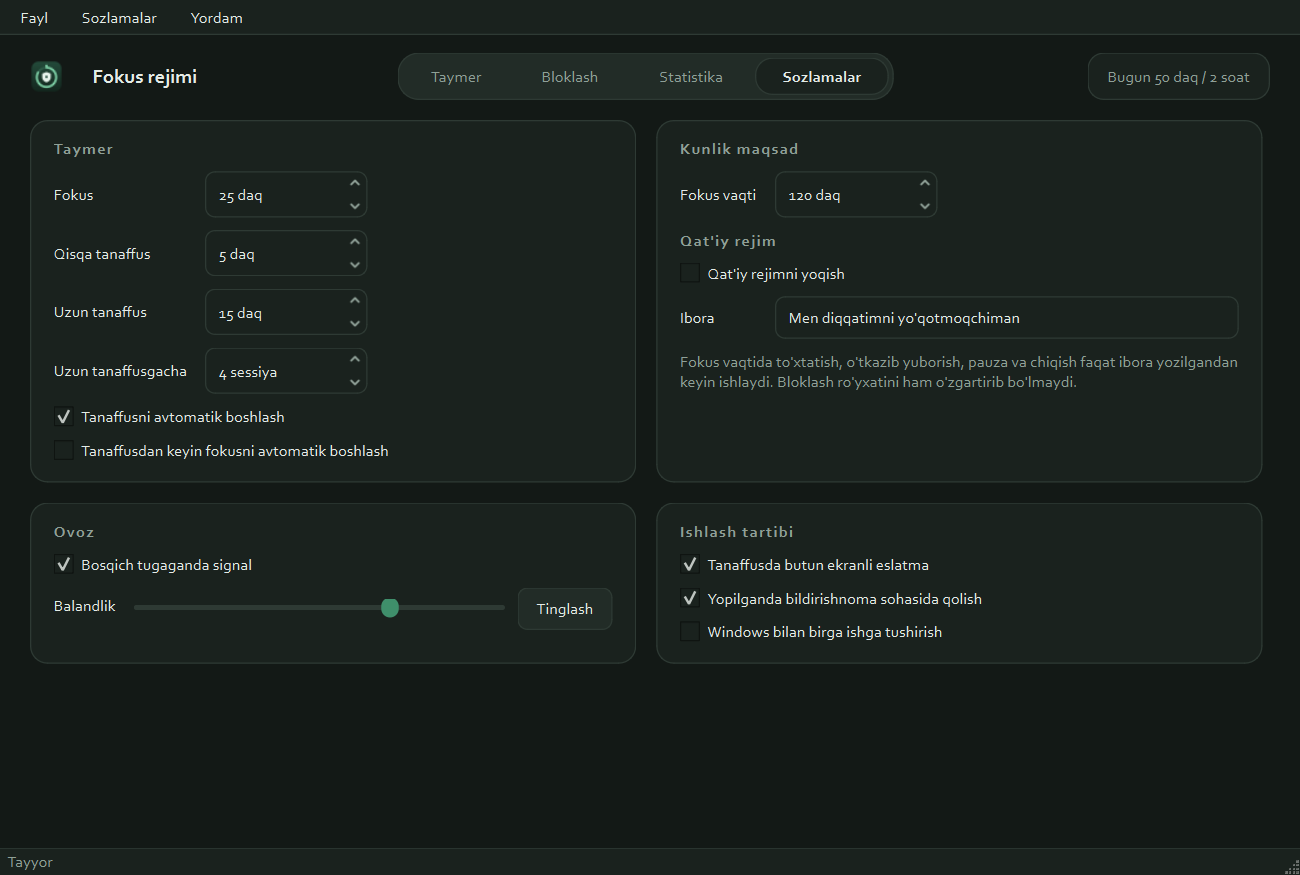 Fayl Sozlamalar Yordam
Fokus rejimi
Taymer Bloklash Statistika Sozlamalar
Bugun 50 daq / 2 soat
Taymer
Fokus 25 daq
Qisqa tanaffus 5 daq
Uzun tanaffus 15 daq
Uzun tanaffusgacha 4 sessiya
Tanaffusni avtomatik boshlash
Tanaffusdan keyin fokusni avtomatik boshlash
Kunlik maqsad
Fokus vaqti 120 daq
Qat'iy rejim
Qat'iy rejimni yoqish
Ibora Men diqqatimni yo'qotmoqchiman
Fokus vaqtida to'xtatish, o'tkazib yuborish, pauza va chiqish faqat ibora yozilgandan
keyin ishlaydi. Bloklash ro'yxatini ham o'zgartirib bo'lmaydi.
Ovoz
Bosqich tugaganda signal
Balandlik Tinglash
Ishlash tartibi
Tanaffusda butun ekranli eslatma
Yopilganda bildirishnoma sohasida qolish
Windows bilan birga ishga tushirish
Tayyor